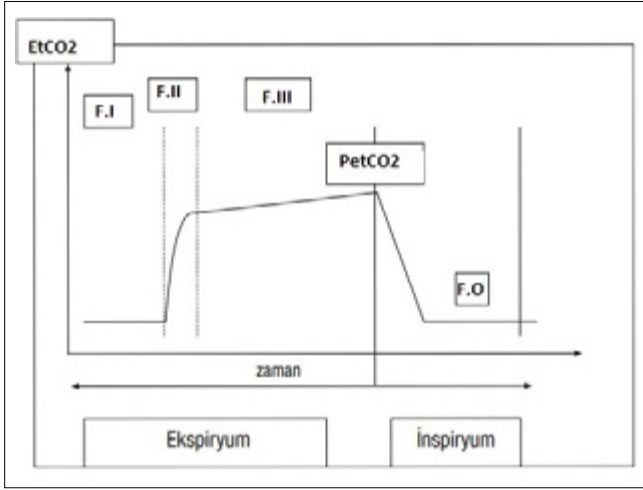 EtCO2
F.I
F.II
F.III
PetCO2
F.O
zaman
Ekspiryum
İnspiryum